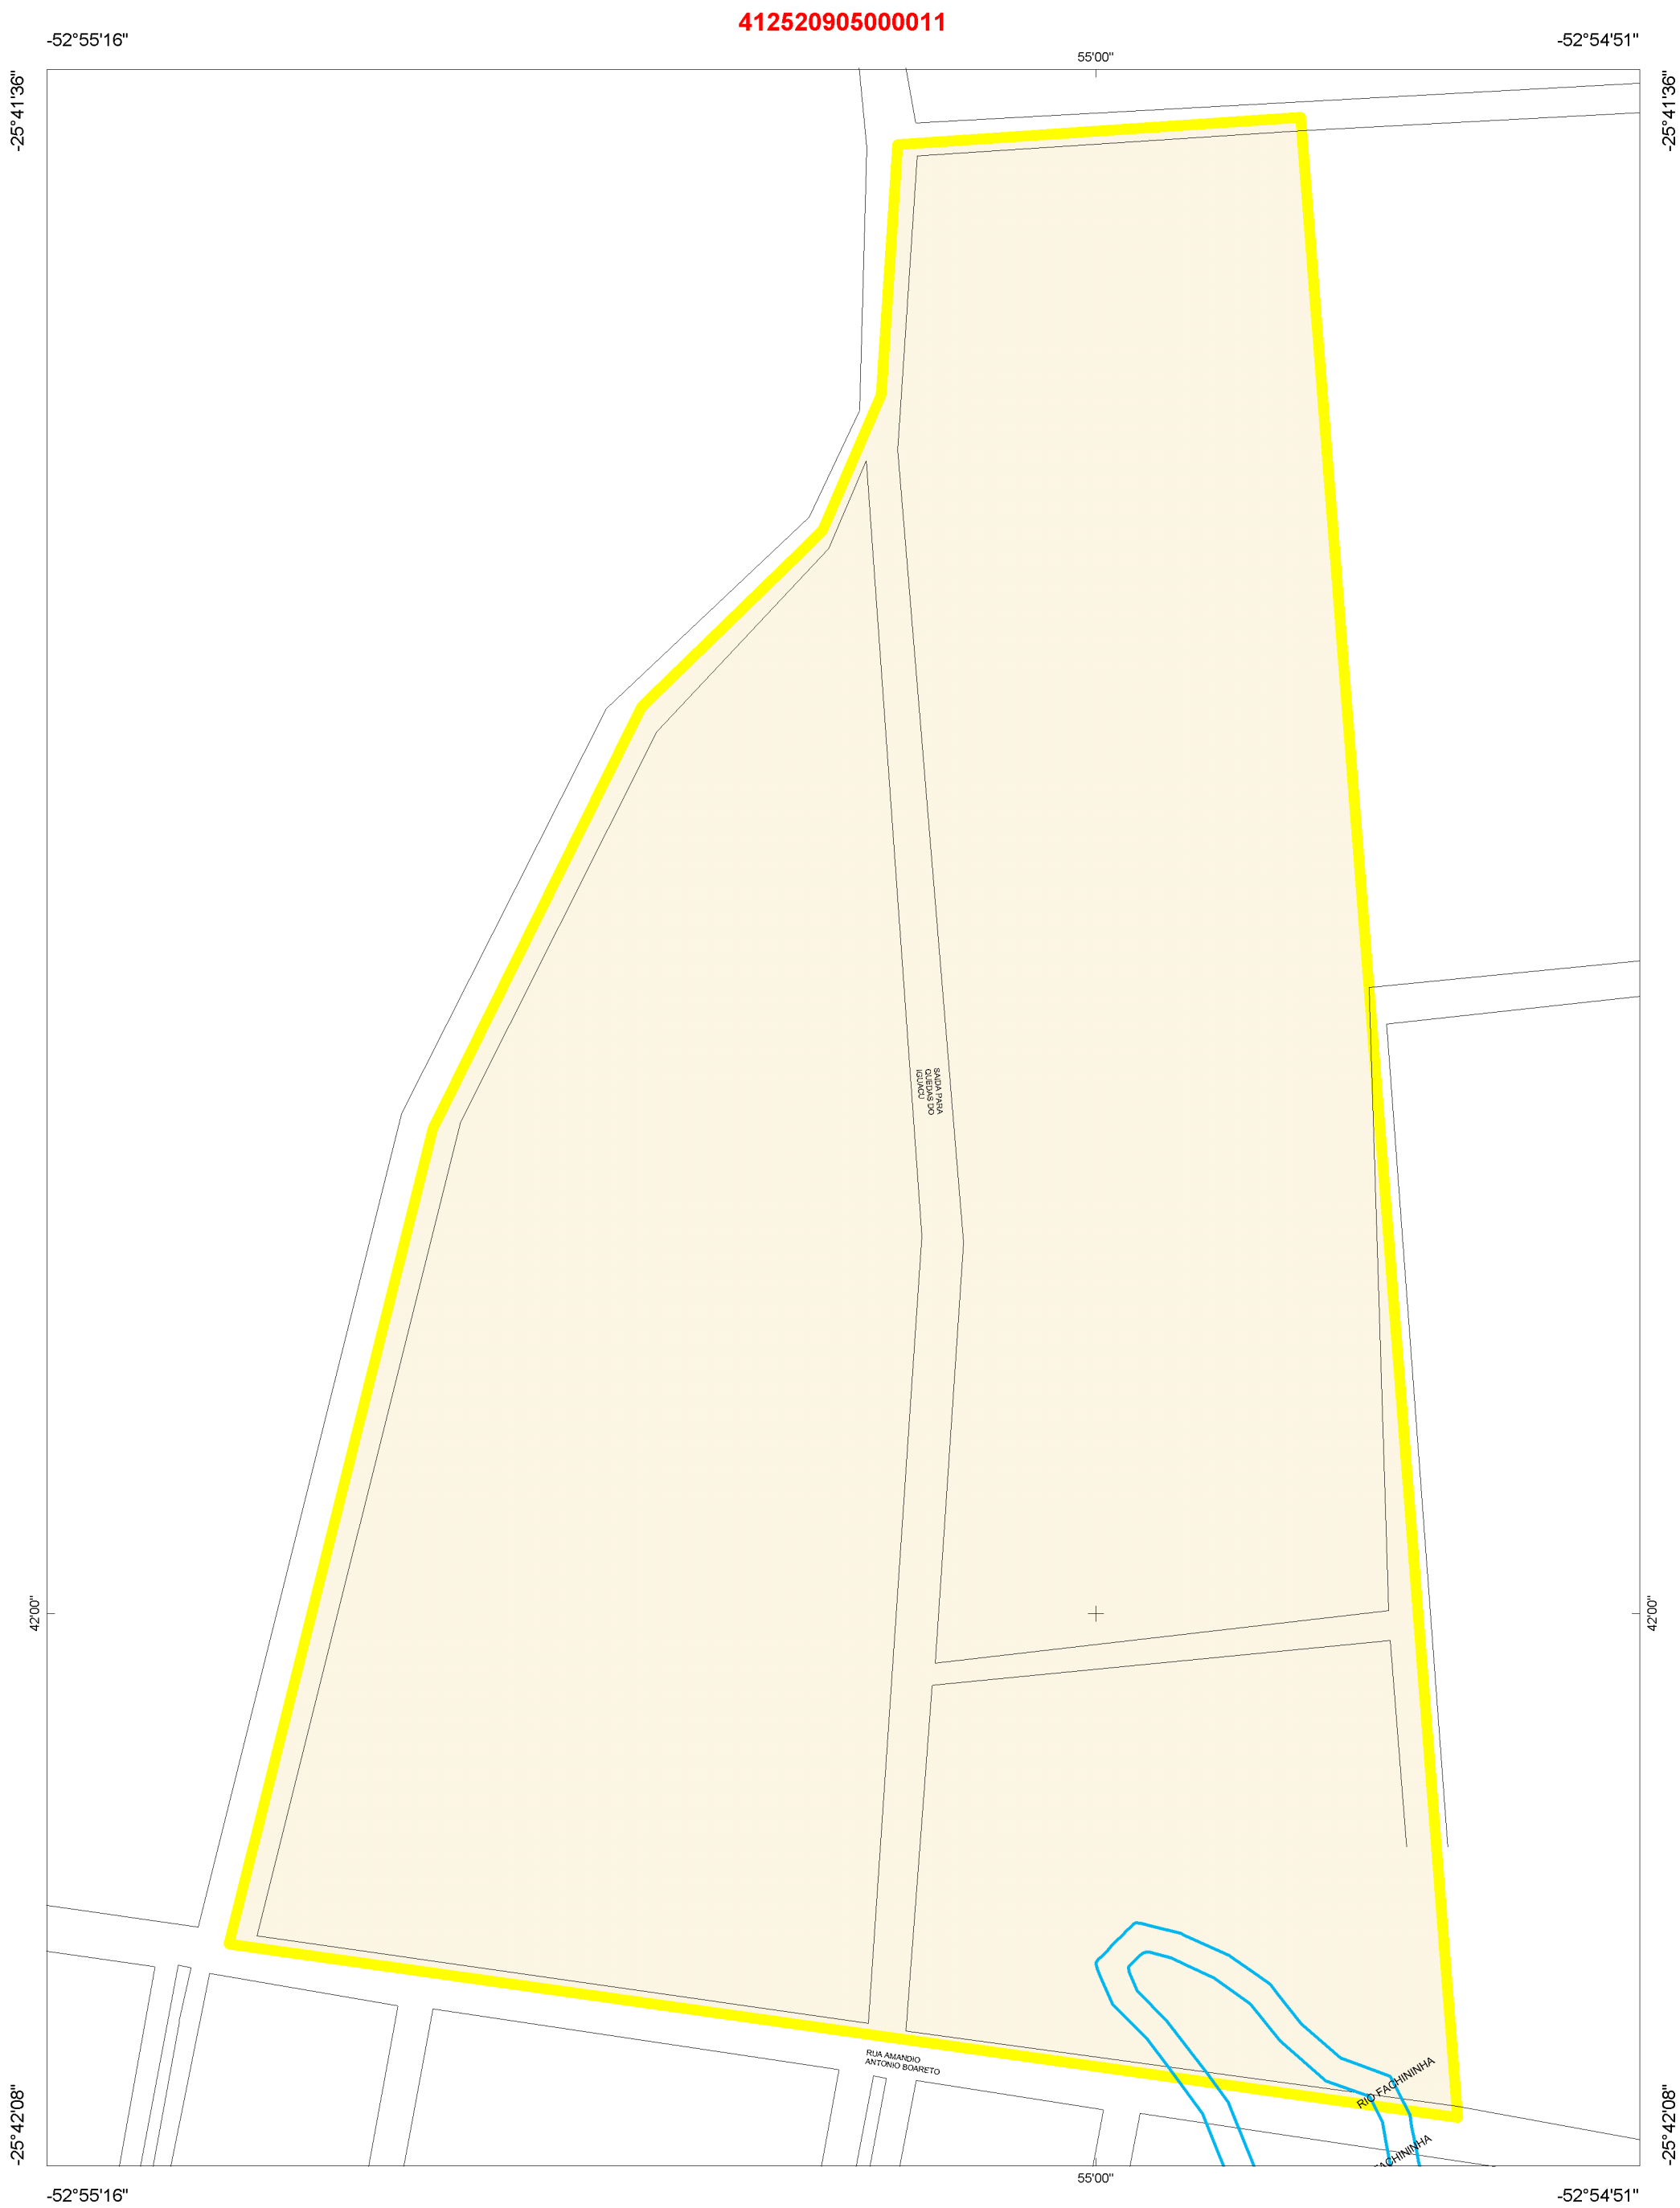 412520905000011
-52°55'16"
-52°54'51"
55'00"
-25°41'36"
-25°41'36"
SAIDA PARA
QUEDAS DO
IGUACU
42'00"
42'00"
RUA AMANDIO
ANTONIO BOARETO
RIO FACHININHA
FACHININHA
-25°42'08"
-25°42'08"
55'00"
-52°55'16"
-52°54'51"